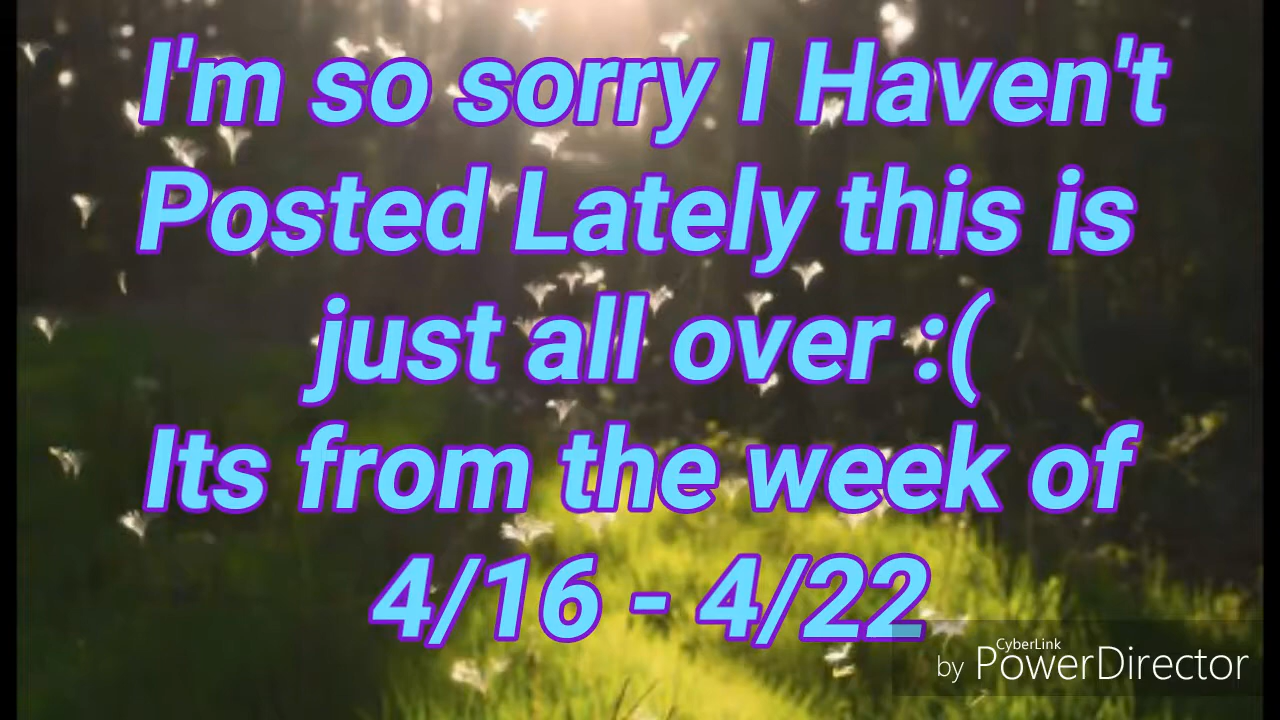 I'm so sorry I Haven't
Posted Lately this is
just all over :(
Its from the week of
4/16 - 4/22
CyberLink
by PowerDirector